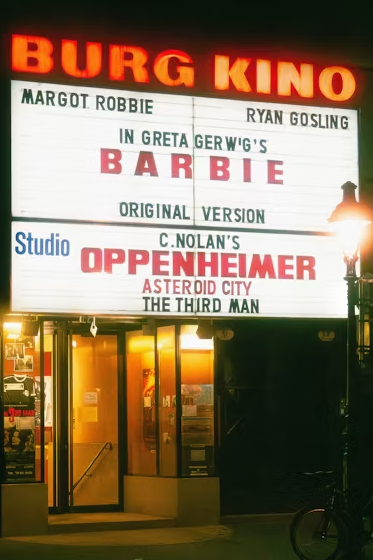 BURG KINO
MARGOT ROBBIE
RYAN GOSLING
IN GRETA GERWIG'S
BARBIE
ORIGINAL VERSION
Studio
C.NOLAN'S
OPPENHEIMER
ASTEROID CITY
THE THIRD MAN